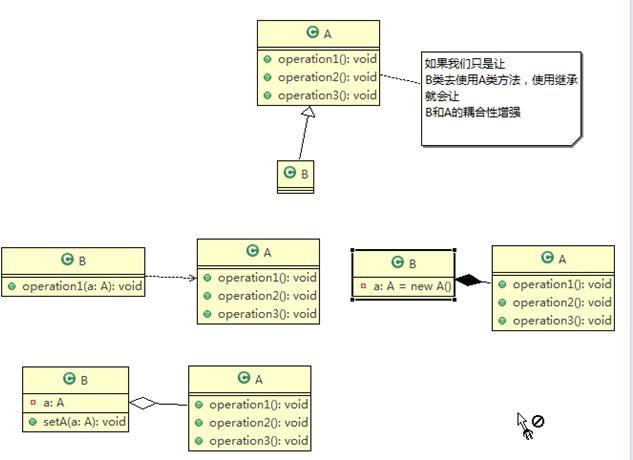 A
operation1(): void
operation2(): void
operation3(): void
如果我们只是让
B类去使用A类方法，使用继承
就会让
B和A的耦合性增强
B
B
operation1(a: A): void
A
operation1(): void
operation2(): void
operation3(): void
B
a: A = new A()
A
operation1(): void
operation2(): void
operation3(): void
B
a: A
setA(a: A): void
A
operation1(): void
operation2(): void
operation3(): void